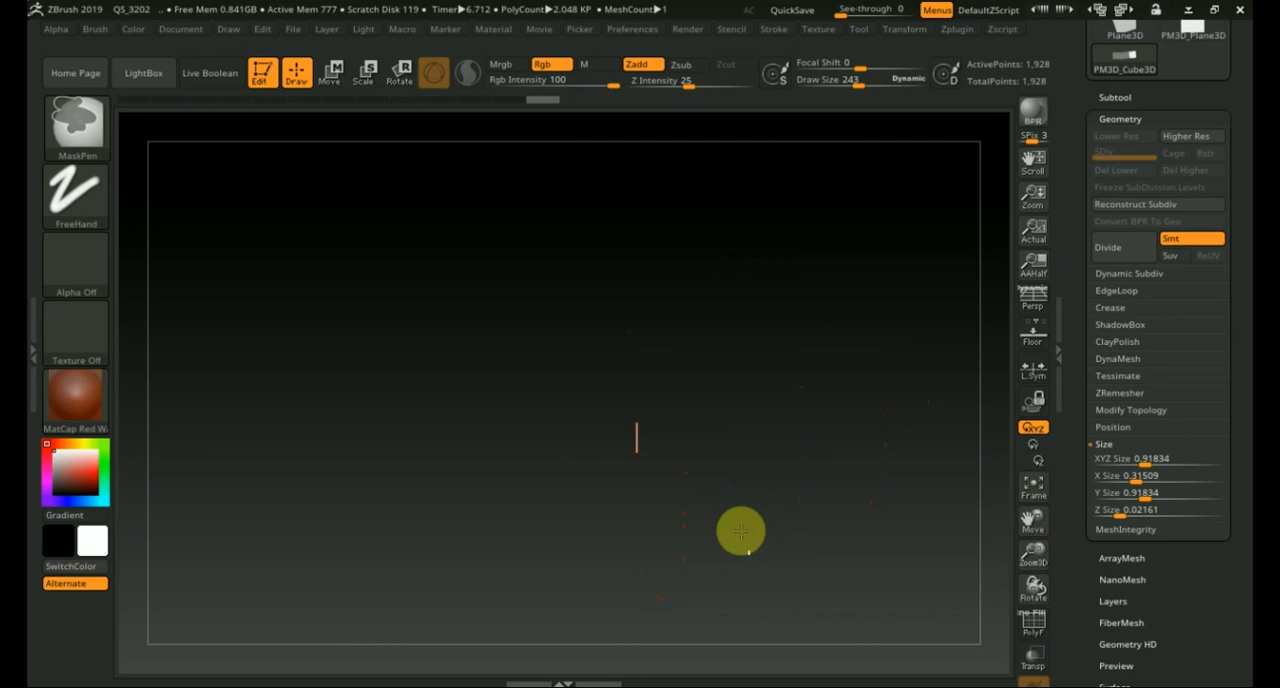 ZBrush 2019 QS_3202 .. • Free Mem 0.841GB • Active Mem 777 • Scratch Disk 119 • Timer▶6.712 • PolyCount▶2.048 KP • MeshCount▶1 AC QuickSave See-through 0 Menus DefaultZScript
Alpha Brush Color Document Draw Edit File Layer Light Macro Marker Material Movie Picker Preferences Render Stencil Stroke Texture Tool Transform Zplugin Zscript
Plane3D PM3D_Plane3D
PM3D_Cube3D
Home Page LightBox Live Boolean Edit Draw Move Scale Rotate
Mrgb Rgb M Zadd Zsub Zcut
Rgb Intensity 100 Z Intensity 25
S Focal Shift 0
Draw Size 243 Dynamic D
ActivePoints: 1,928
TotalPoints: 1,928
MaskPen
FreeHand
Alpha Off
Texture Off
MatCap Red W
Gradient
SwitchColor
Alternate
BPR
SPix 3
Scroll
Zoom
Actual
AAHalf
Dynamic
Persp
Floor
L.Sym
XYZ
Frame
Move
Zoom3D
Rotate
PolyF
Transp
Subtool
Geometry
Lower Res Higher Res
SDiv Cage Rstr
Del Lower Del Higher
Freeze SubDivision Levels
Reconstruct Subdiv
Convert BPR To Geo
Divide Smt
Suv ReUV
Dynamic Subdiv
EdgeLoop
Crease
ShadowBox
ClayPolish
DynaMesh
Tessimate
ZRemesher
Modify Topology
Position
Size
XYZ Size 0.91834
X Size 0.31509
Y Size 0.91834
Z Size 0.02161
MeshIntegrity
ArrayMesh
NanoMesh
Layers
FiberMesh
Geometry HD
Preview